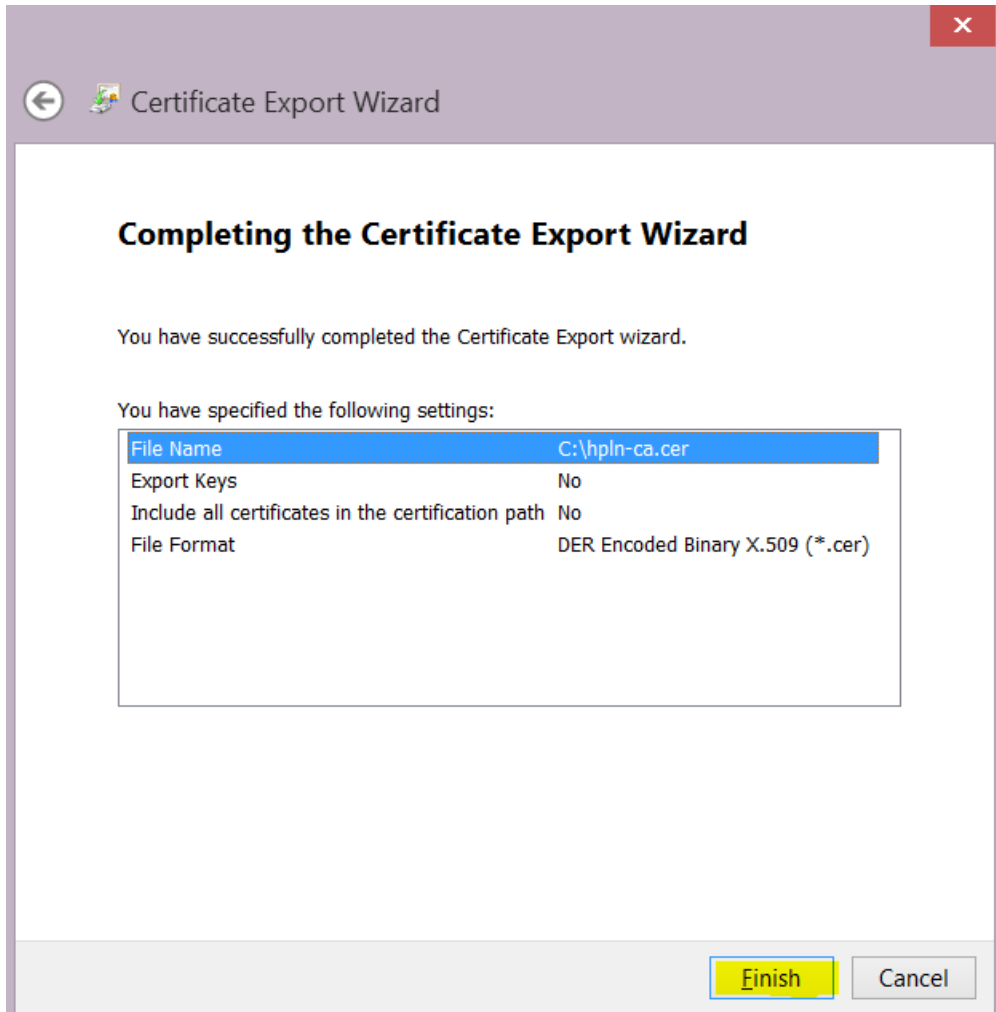 Certificate Export Wizard
Completing the Certificate Export Wizard
You have successfully completed the Certificate Export wizard.
You have specified the following settings:
File Name C:\hpln-ca.cer
Export Keys No
Include all certificates in the certification path No
File Format DER Encoded Binary X.509 (*.cer)
Finish Cancel